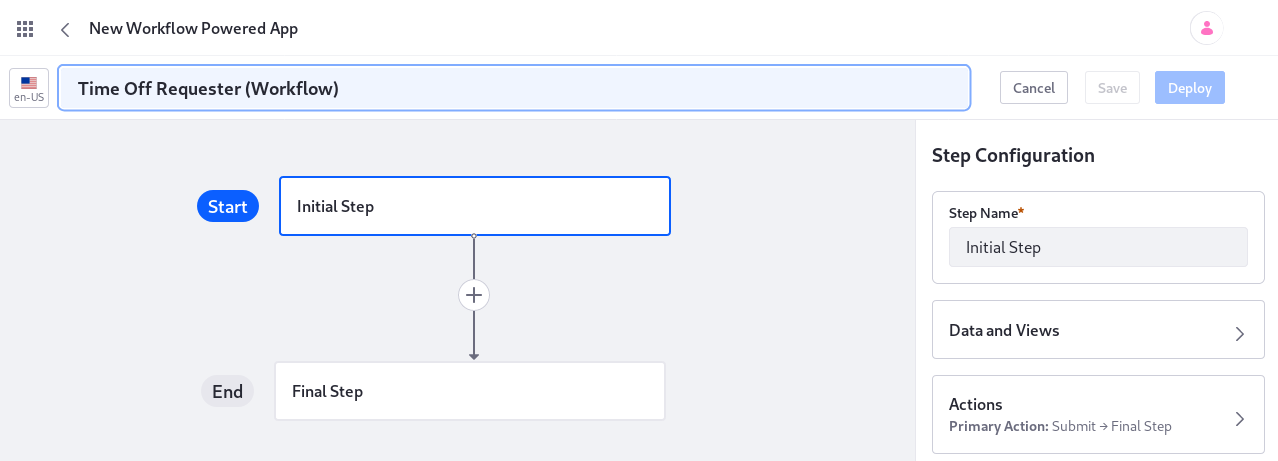 New Workflow Powered App
en-US
Time Off Requester (Workflow)
Cancel
Save
Deploy
Start
Initial Step
End
Final Step
Step Configuration
Step Name*
Initial Step
Data and Views
Actions
Primary Action: Submit → Final Step